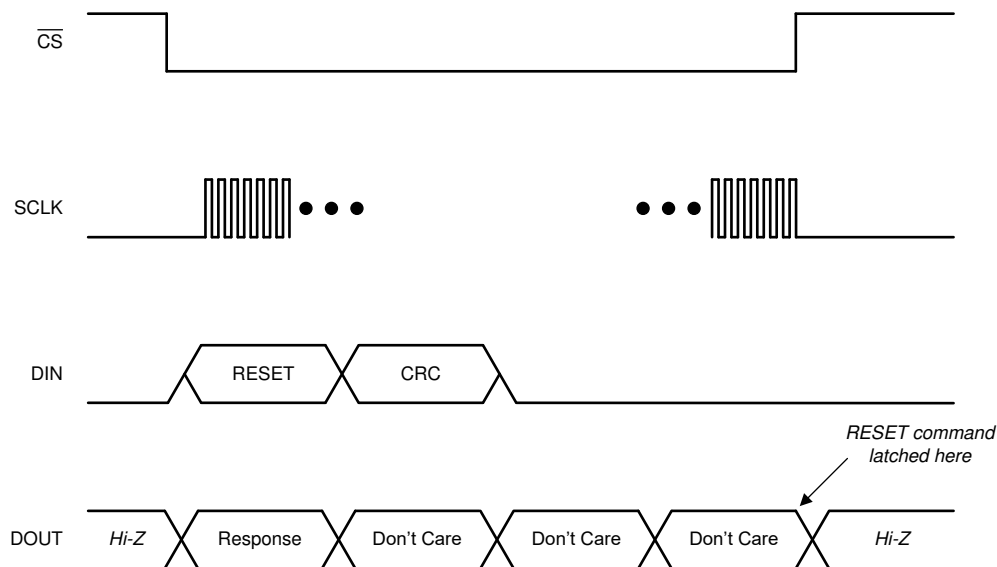 CS
SCLK
DIN
RESET
CRC
RESET command
latched here
DOUT
Hi-Z
Response
Don't Care
Don't Care
Don't Care
Hi-Z